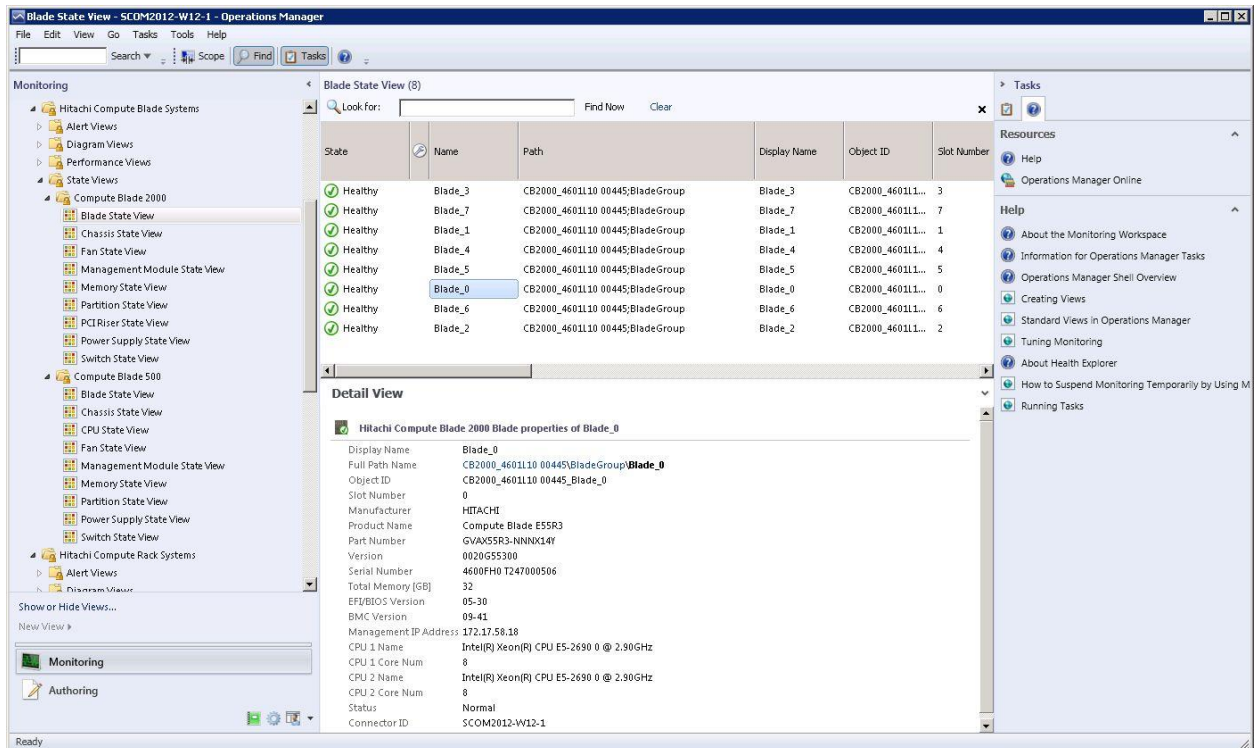 Blade State View - SCOM2012-W12-1 - Operations Manager
File Edit View Go Tasks Tools Help
Search Scope Find Tasks
Monitoring
Hitachi Compute Blade Systems
Alert Views
Diagram Views
Performance Views
State Views
Compute Blade 2000
Blade State View
Chassis State View
Fan State View
Management Module State View
Memory State View
Partition State View
PCI Riser State View
Power Supply State View
Switch State View
Compute Blade 500
Blade State View
Chassis State View
CPU State View
Fan State View
Management Module State View
Memory State View
Partition State View
Power Supply State View
Switch State View
Hitachi Compute Rack Systems
Alert Views
Diagram Views
Show or Hide Views...
New View
Monitoring
Authoring
Blade State View (8)
Look for: Find Now Clear
State Name Path Display Name Object ID Slot Number
Healthy Blade_3 CB2000_4601L10 00445;BladeGroup Blade_3 CB2000_4601L1... 3
Healthy Blade_7 CB2000_4601L10 00445;BladeGroup Blade_7 CB2000_4601L1... 7
Healthy Blade_1 CB2000_4601L10 00445;BladeGroup Blade_1 CB2000_4601L1... 1
Healthy Blade_4 CB2000_4601L10 00445;BladeGroup Blade_4 CB2000_4601L1... 4
Healthy Blade_5 CB2000_4601L10 00445;BladeGroup Blade_5 CB2000_4601L1... 5
Healthy Blade_0 CB2000_4601L10 00445;BladeGroup Blade_0 CB2000_4601L1... 0
Healthy Blade_6 CB2000_4601L10 00445;BladeGroup Blade_6 CB2000_4601L1... 6
Healthy Blade_2 CB2000_4601L10 00445;BladeGroup Blade_2 CB2000_4601L1... 2
Detail View
Hitachi Compute Blade 2000 Blade properties of Blade_0
Display Name Blade_0
Full Path Name CB2000_4601L10 00445\BladeGroup\Blade_0
Object ID CB2000_4601L10 00445_Blade_0
Slot Number 0
Manufacturer HITACHI
Product Name Compute Blade E55R3
Part Number GVAX55R3-NNNX14Y
Version 0020G55300
Serial Number 4600FH0 T247000506
Total Memory [GB] 32
EFI/BIOS Version 05-30
BMC Version 09-41
Management IP Address 172.17.58.18
CPU 1 Name Intel(R) Xeon(R) CPU E5-2690 0 @ 2.90GHz
CPU 1 Core Num 8
CPU 2 Name Intel(R) Xeon(R) CPU E5-2690 0 @ 2.90GHz
CPU 2 Core Num 8
Status Normal
Connector ID SCOM2012-W12-1
Tasks
Resources
Help
Operations Manager Online
Help
About the Monitoring Workspace
Information for Operations Manager Tasks
Operations Manager Shell Overview
Creating Views
Standard Views in Operations Manager
Tuning Monitoring
About Health Explorer
How to Suspend Monitoring Temporarily by Using M
Running Tasks
Ready